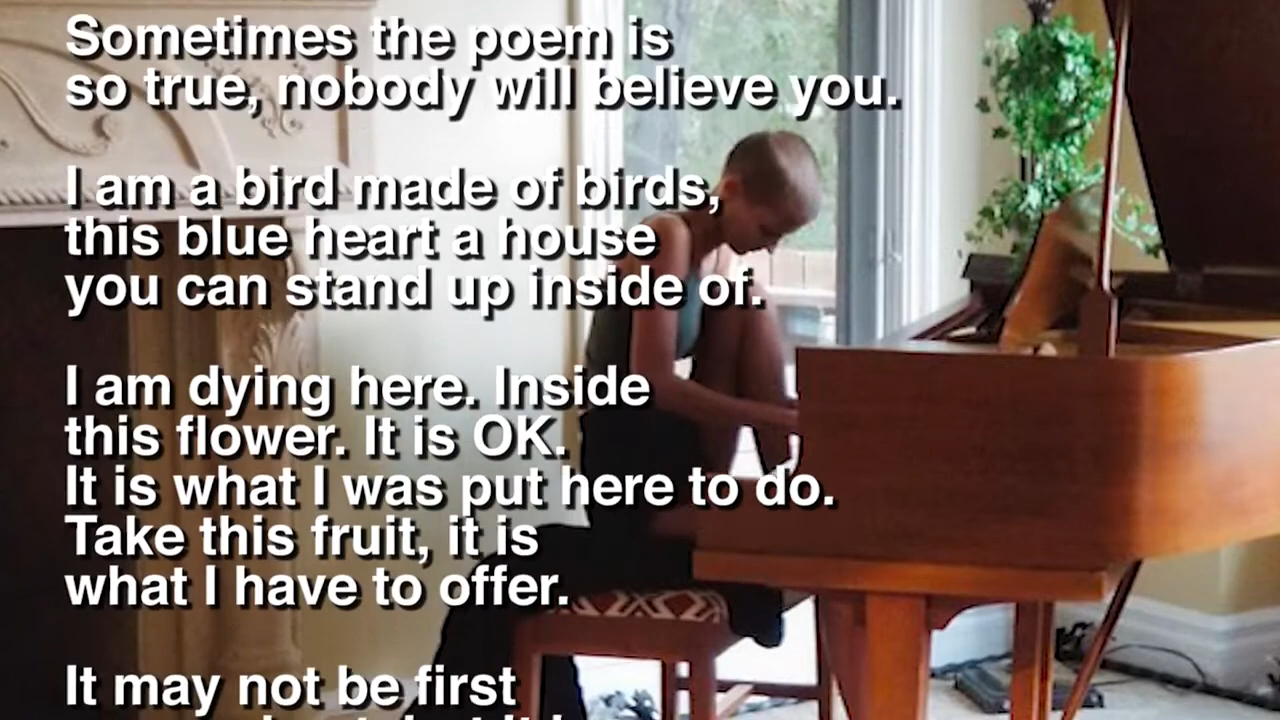 Sometimes the poem is
so true, nobody will believe you.
I am a bird made of birds,
this blue heart a house
you can stand up inside of.
I am dying here. Inside
this flower. It is OK.
It is what I was put here to do.
Take this fruit, it is
what I have to offer.
It may not be first